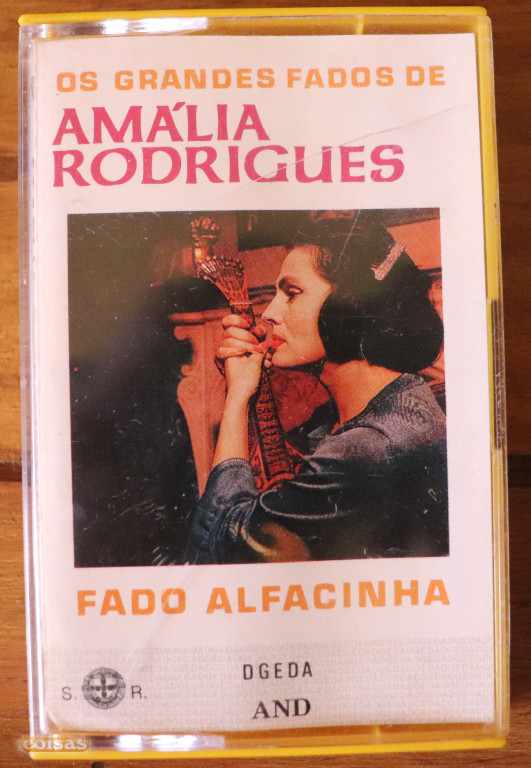 OS GRANDES FADOS DE
AMÁLIA
RODRIGUES
FADO ALFACINHA
DGEDA
S. R.
AND
coisas